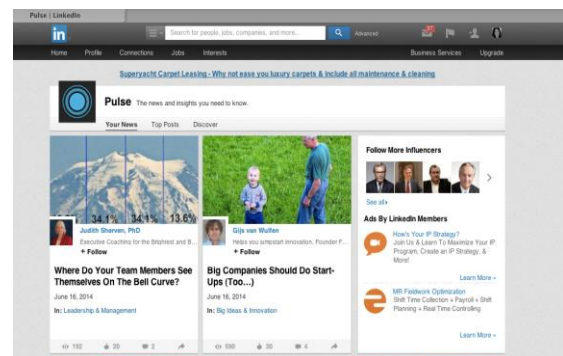 Pulse | LinkedIn
in
Search for people, jobs, companies, and more...
Advanced
Home Profile Connections Jobs Interests Business Services Upgrade
Superyacht Carpet Leasing - Why not ease you luxury carpets & include all maintenance & cleaning
Pulse The news and insights you need to know.
Your News Top Posts Discover
34.1% 34.1% 13.6%
Judith Sherven, PhD
Executive Coaching for the Brightest and B...
+ Follow
Where Do Your Team Members See
Themselves On The Bell Curve?
June 16, 2014
In: Leadership & Management
192 20 2
Gijs van Wulfen
Helps you jumpstart innovation. Founder F...
+ Follow
Big Companies Should Do Start-
Ups (Too...)
June 16, 2014
In: Big Ideas & Innovation
590 30 4
Follow More Influencers
See all
Ads By LinkedIn Members
How's Your IP Strategy?
Join Us & Learn To Maximize Your IP
Program, Create an IP Strategy, &
More!
Learn More »
MR Fieldwork Optimization
Shift Time Collection + Payroll + Shift
Planning + Real Time Controlling
Learn More »